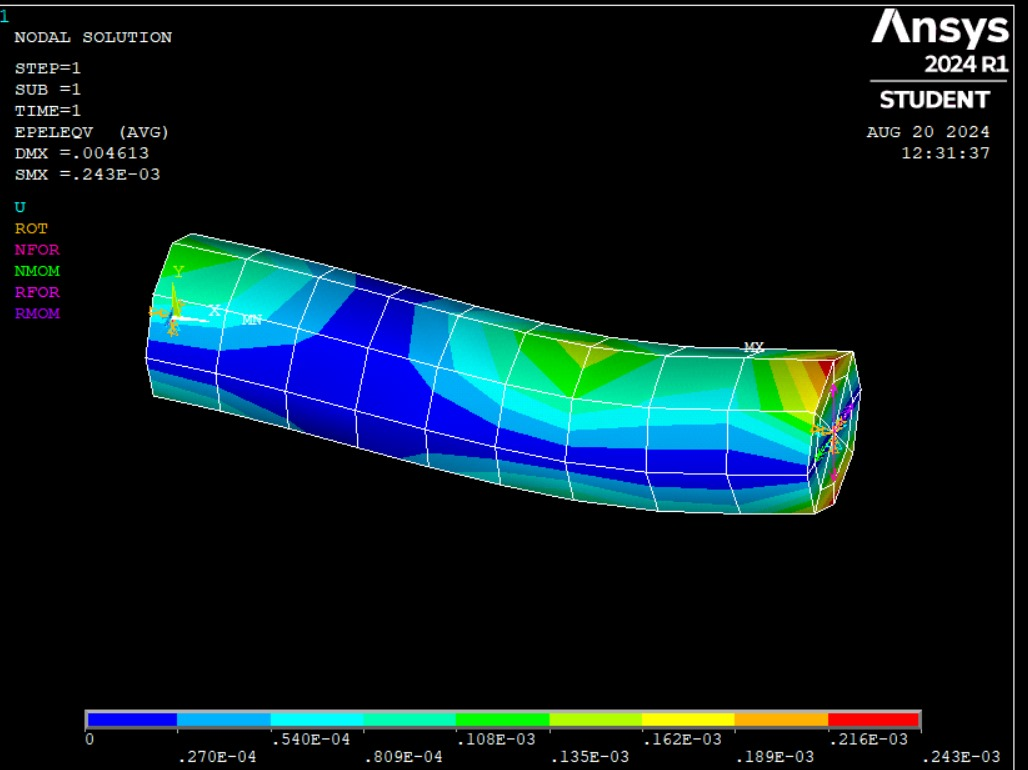 1
NODAL SOLUTION
STEP=1
SUB =1
TIME=1
EPELEQV (AVG)
DMX =.004613
SMX =.243E-03
U
ROT
NFOR
NMOM
RFOR
RMOM
Ansys
2024 R1
STUDENT
AUG 20 2024
12:31:37
Y
X
MN
MX
0
.270E-04
.540E-04
.809E-04
.108E-03
.135E-03
.162E-03
.189E-03
.216E-03
.243E-03